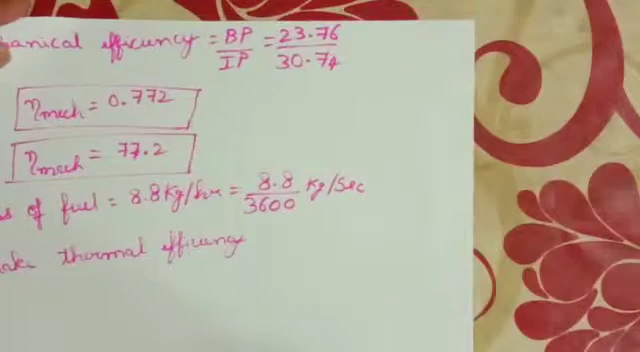 hanical efficiency = BP/IP = 23.76/30.74
ηmech = 0.772
ηmech = 77.2
s of fuel = 8.8 Kg/hr = 8.8/3600 Kg/Sec
ake thermal efficiency